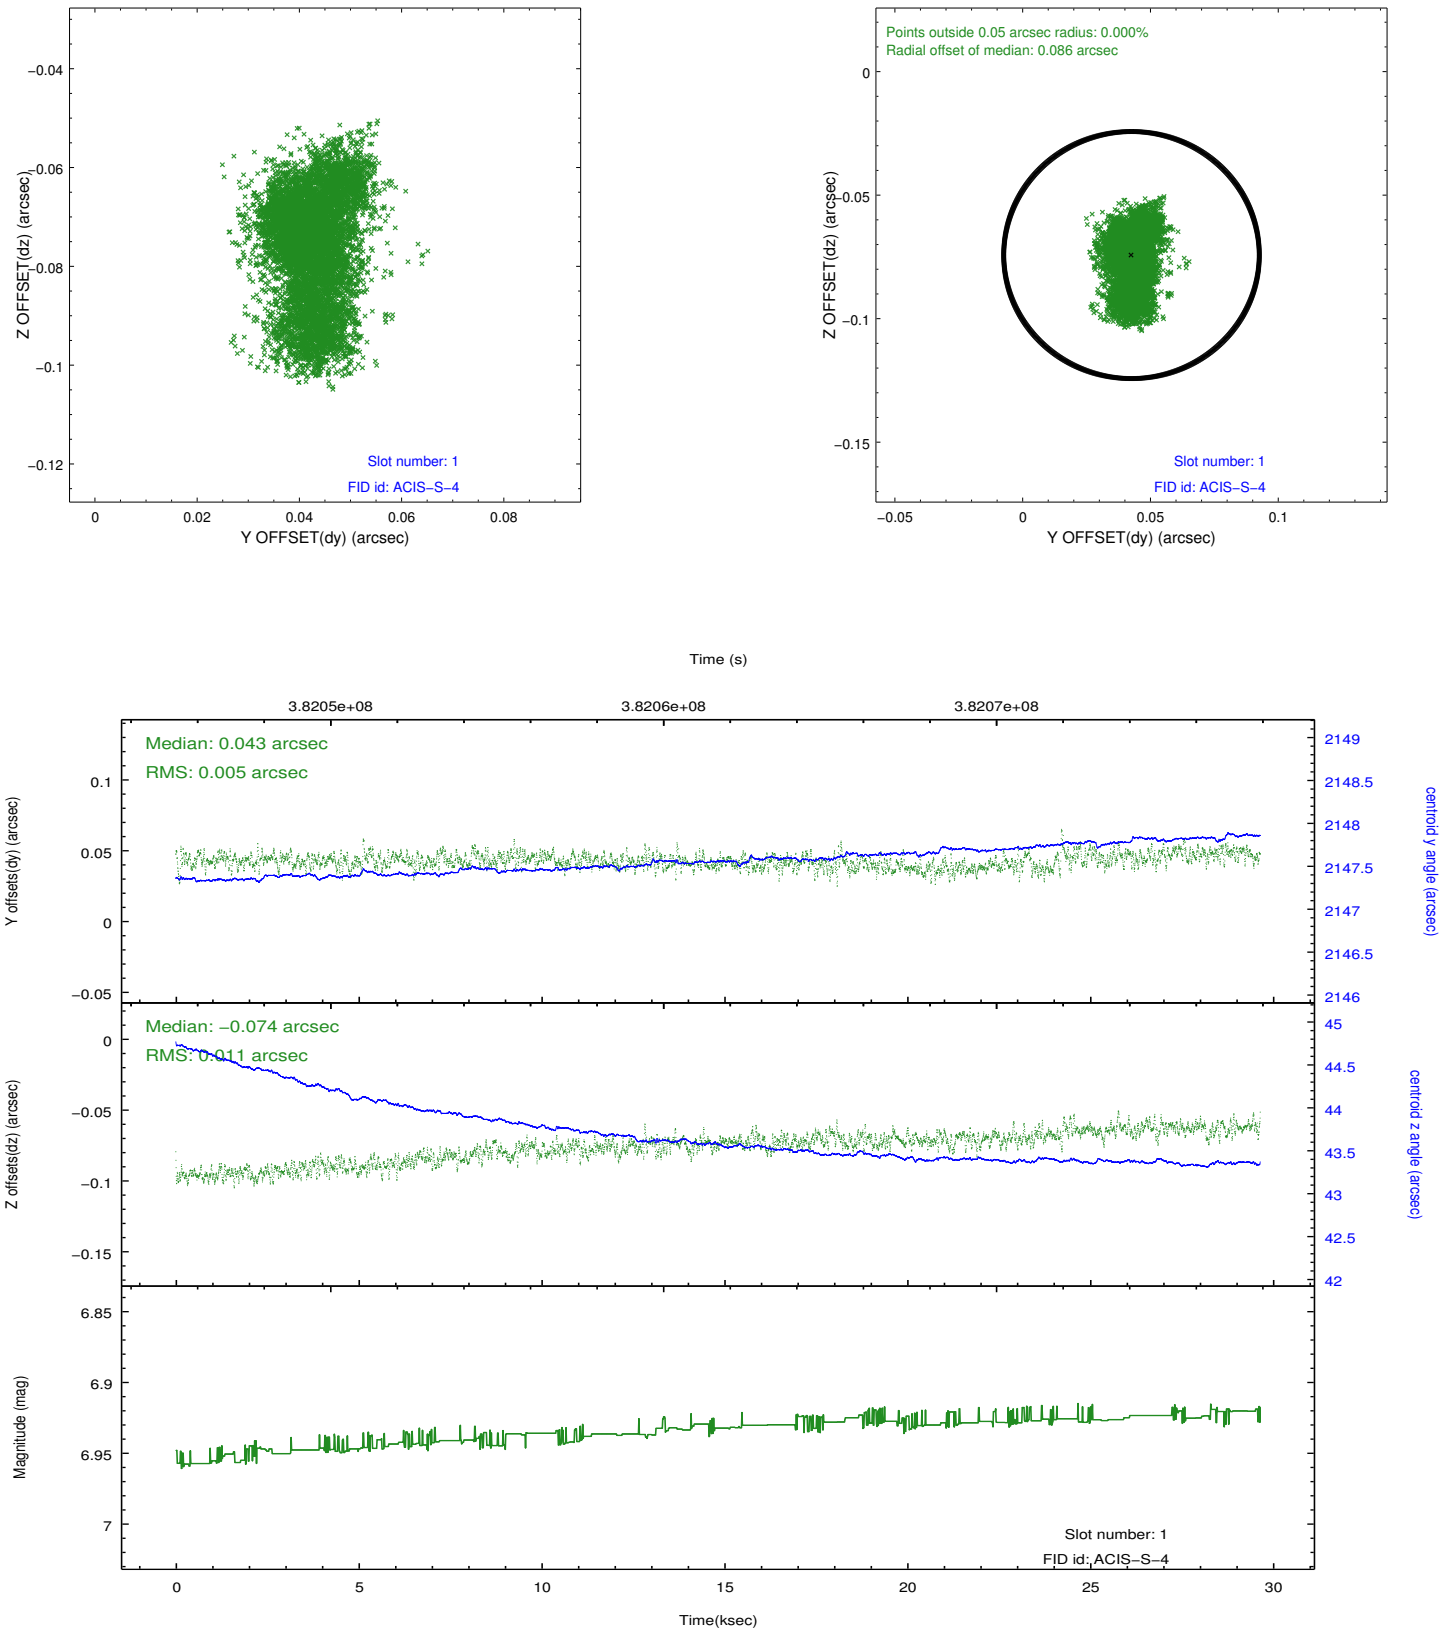 −0.04
−0.06
−0.08
−0.1
−0.12
Z OFFSET(dz) (arcsec)
Slot number: 1
FID id: ACIS−S−4
0 0.02 0.04 0.06 0.08
Y OFFSET(dy) (arcsec)
Points outside 0.05 arcsec radius: 0.000%
Radial offset of median: 0.086 arcsec
0
−0.05
−0.1
−0.15
Z OFFSET(dz) (arcsec)
Slot number: 1
FID id: ACIS−S−4
−0.05 0 0.05 0.1
Y OFFSET(dy) (arcsec)
Time (s)
3.8205e+08 3.8206e+08 3.8207e+08
Median: 0.043 arcsec
RMS: 0.005 arcsec
0.1
0.05
0
−0.05
Y offsets(dy) (arcsec)
2149
2148.5
2148
2147.5
2147
2146.5
2146
centroid y angle (arcsec)
Median: −0.074 arcsec
RMS: 0.011 arcsec
0
−0.05
−0.1
−0.15
Z offsets(dz) (arcsec)
45
44.5
44
43.5
43
42.5
42
centroid z angle (arcsec)
6.85
6.9
6.95
7
Magnitude (mag)
Slot number: 1
FID id: ACIS−S−4
0 5 10 15 20 25 30
Time(ksec)